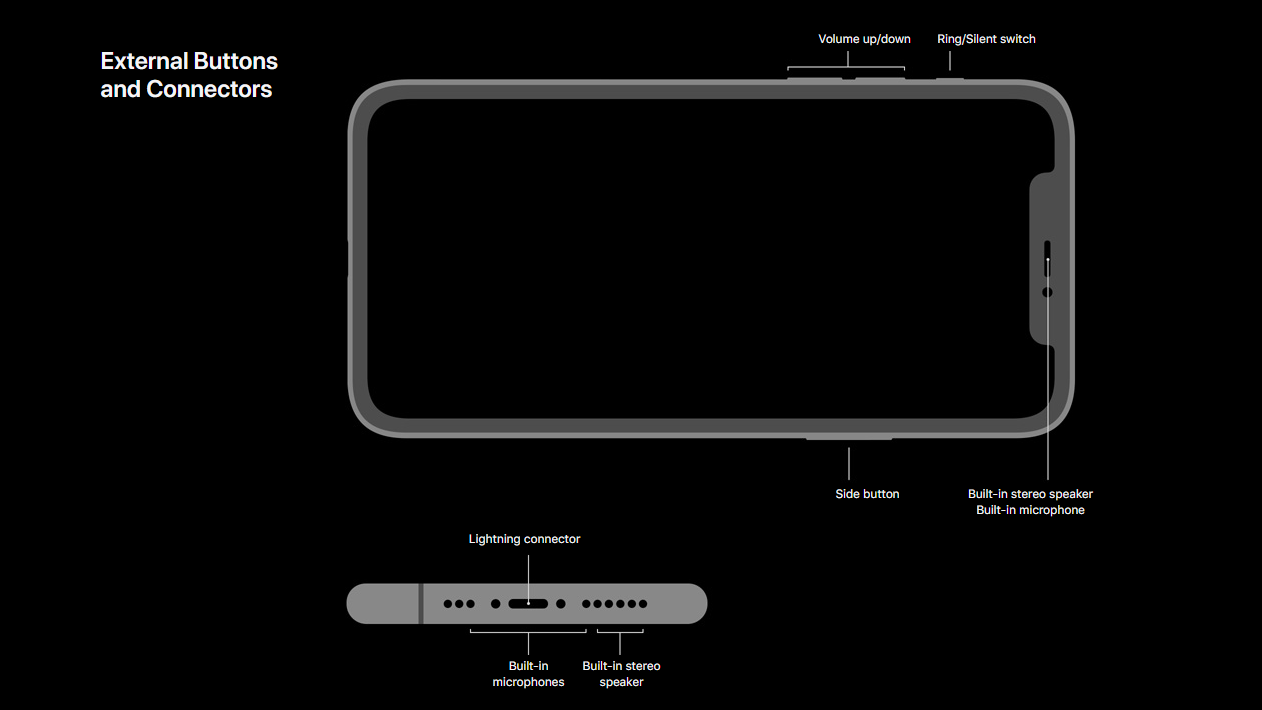 External Buttons
and Connectors
Volume up/down
Ring/Silent switch
Side button
Built-in stereo speaker
Built-in microphone
Lightning connector
Built-in
microphones
Built-in stereo
speaker